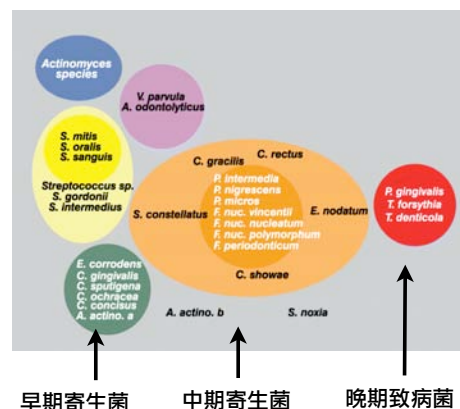 Actinomyces
species
V. parvula
A. odontolyticus
S. mitis
S. oralis
S. sanguis
Streptococcus sp.
S. gordonii
S. intermedius
E. corrodens
C. gingivalis
C. sputigena
C. ochracea
C. concisus
A. actino. a
C. gracilis
C. rectus
P. intermedia
P. nigrescens
P. micros
F. nuc. vincentii
F. nuc. nucleatum
F. nuc. polymorphum
F. periodonticum
S. constellatus
E. nodatum
C. showae
P. gingivalis
T. forsythia
T. denticola
A. actino. b
S. noxia
早期寄生菌
中期寄生菌
晚期致病菌